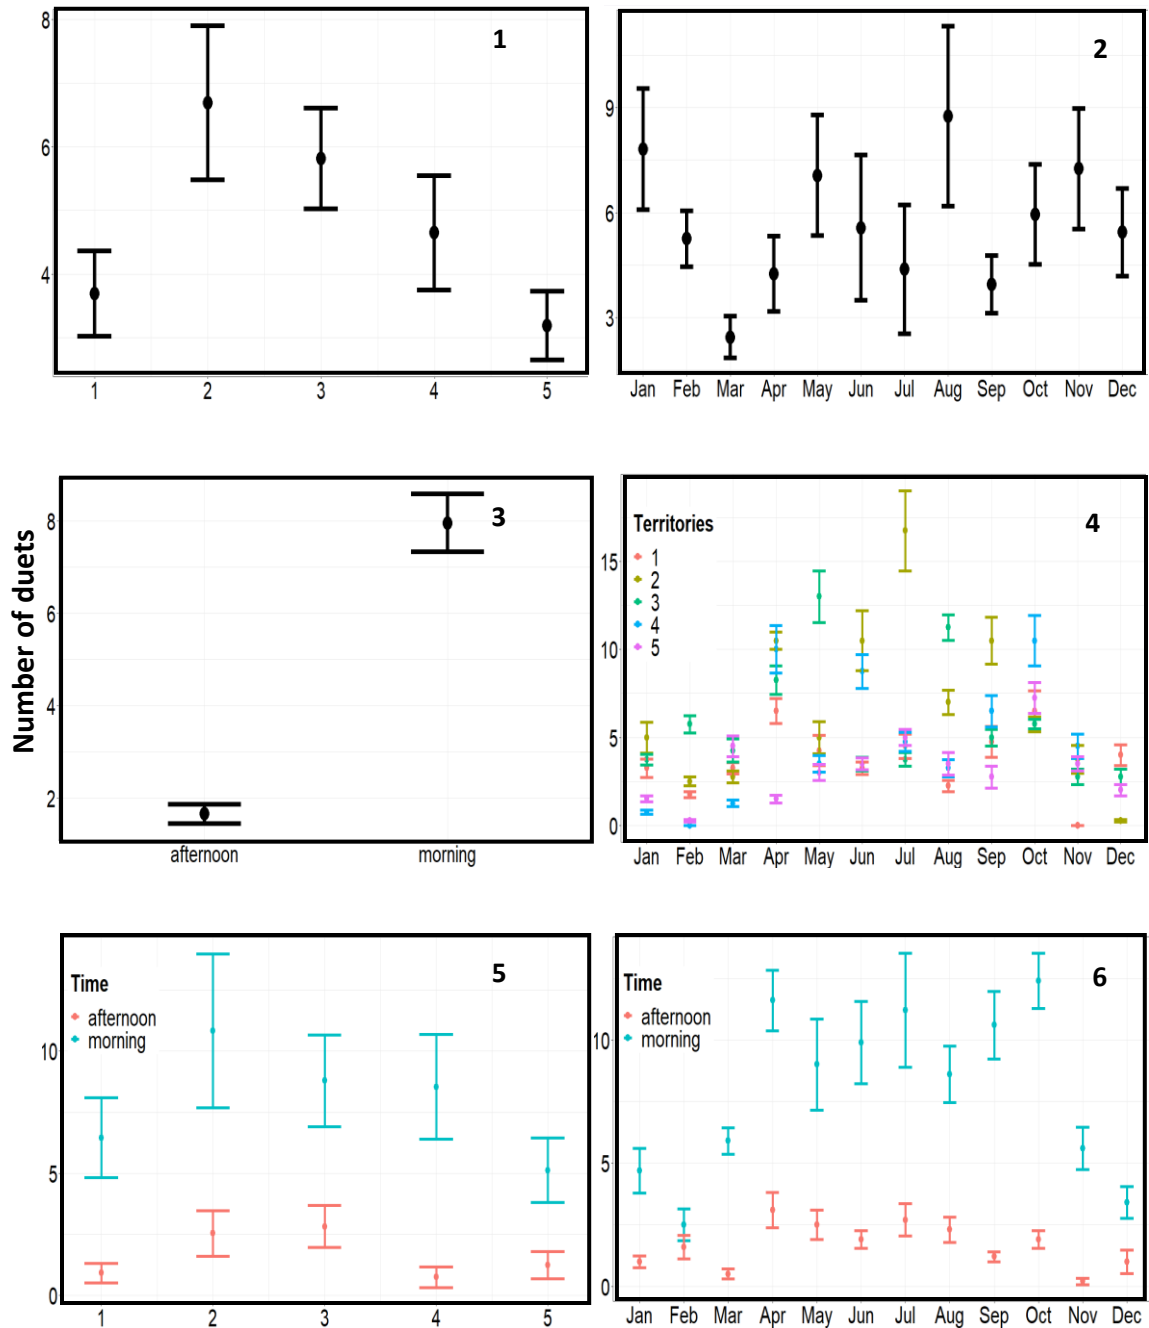 1
8
6
4
1 2 3 4 5
2
9
6
3
Jan Feb Mar Apr May Jun Jul Aug Sep Oct Nov Dec
Number of duets
3
8
6
4
2
afternoon morning
4
Territories
1
2
3
4
5
15
10
5
0
Jan Feb Mar Apr May Jun Jul Aug Sep Oct Nov Dec
5
Time
afternoon
morning
10
5
0
1 2 3 4 5
6
Time
afternoon
morning
10
5
0
Jan Feb Mar Apr May Jun Jul Aug Sep Oct Nov Dec